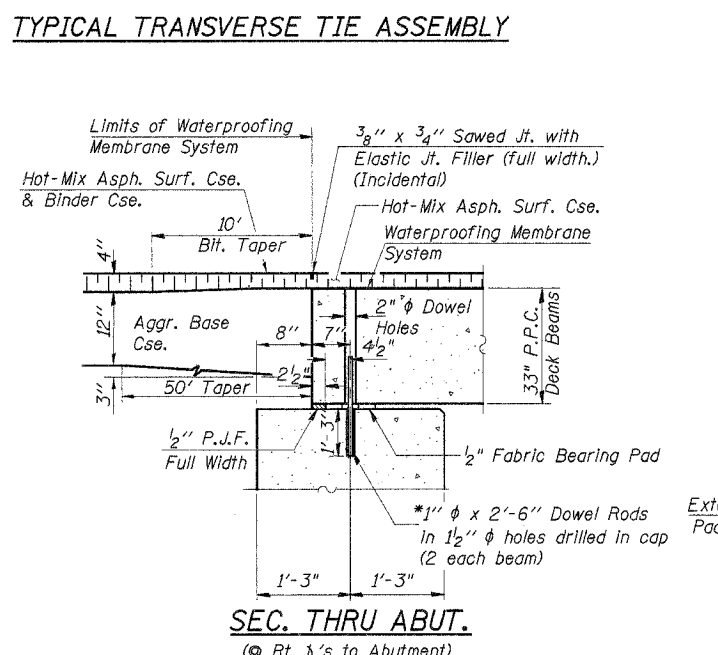 TYPICAL TRANSVERSE TIE ASSEMBLY
Limits of Waterproofing
Membrane System
3/8" x 3/4" Sawed Jt. with
Elastic Jt. Filler (full width.)
(Incidental)
Hot-Mix Asph. Surf. Cse.
& Binder Cse.
Hot-Mix Asph. Surf. Cse.
10'
Bit. Taper
Waterproofing Membrane
System
4"
12"
Aggr. Base
Cse.
8"
7"
2" φ Dowel
Holes
4 1/2"
33" P.P.C.
Deck Beams
3"
50' Taper
2 1/2"
1/2" P.J.F.
Full Width
1'-3"
1/2" Fabric Bearing Pad
*1" φ x 2'-6" Dowel Rods
in 1 1/2" φ holes drilled in cap
(2 each beam)
1'-3"
1'-3"
SEC. THRU ABUT.
(@ Rt. ∠'s to Abutment)